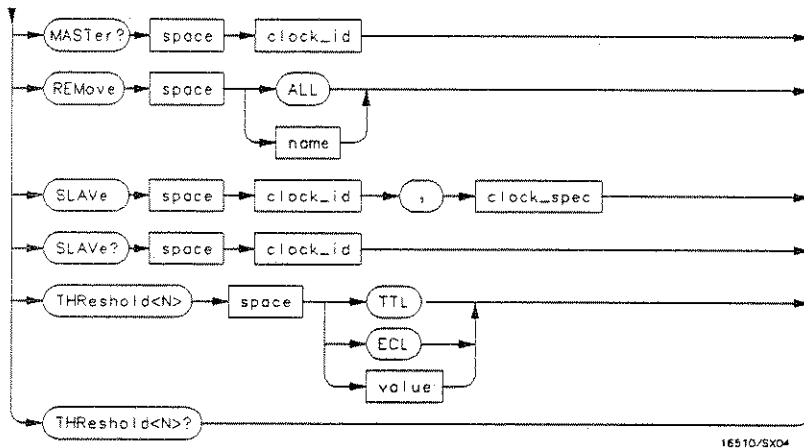 MASTer? space clock_id
REMove space ALL
name
SLAVe space clock_id , clock_spec
SLAVe? space clock_id
THReshold<N> space TTL
ECL
value
THReshold<N>?
16510/SX04